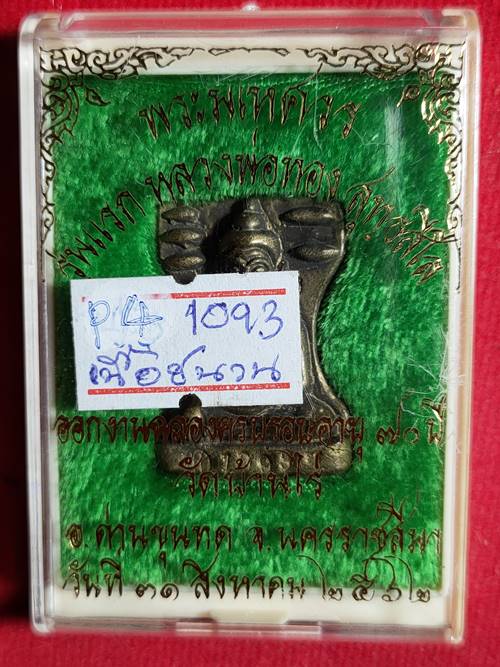 พระมเหศวร
รุ่นแรก หลวงพ่อทอง สุทฺธสีโล
P.4 1093
เนื้อชนวน
ออกงานฉลองครบรอบอายุ ๗๐ ปี
วัดบ้านไร่
อ.ด่านขุนทด จ.นครราชสีมา
วันที่ ๓๑ สิงหาคม ๒๕๖๒